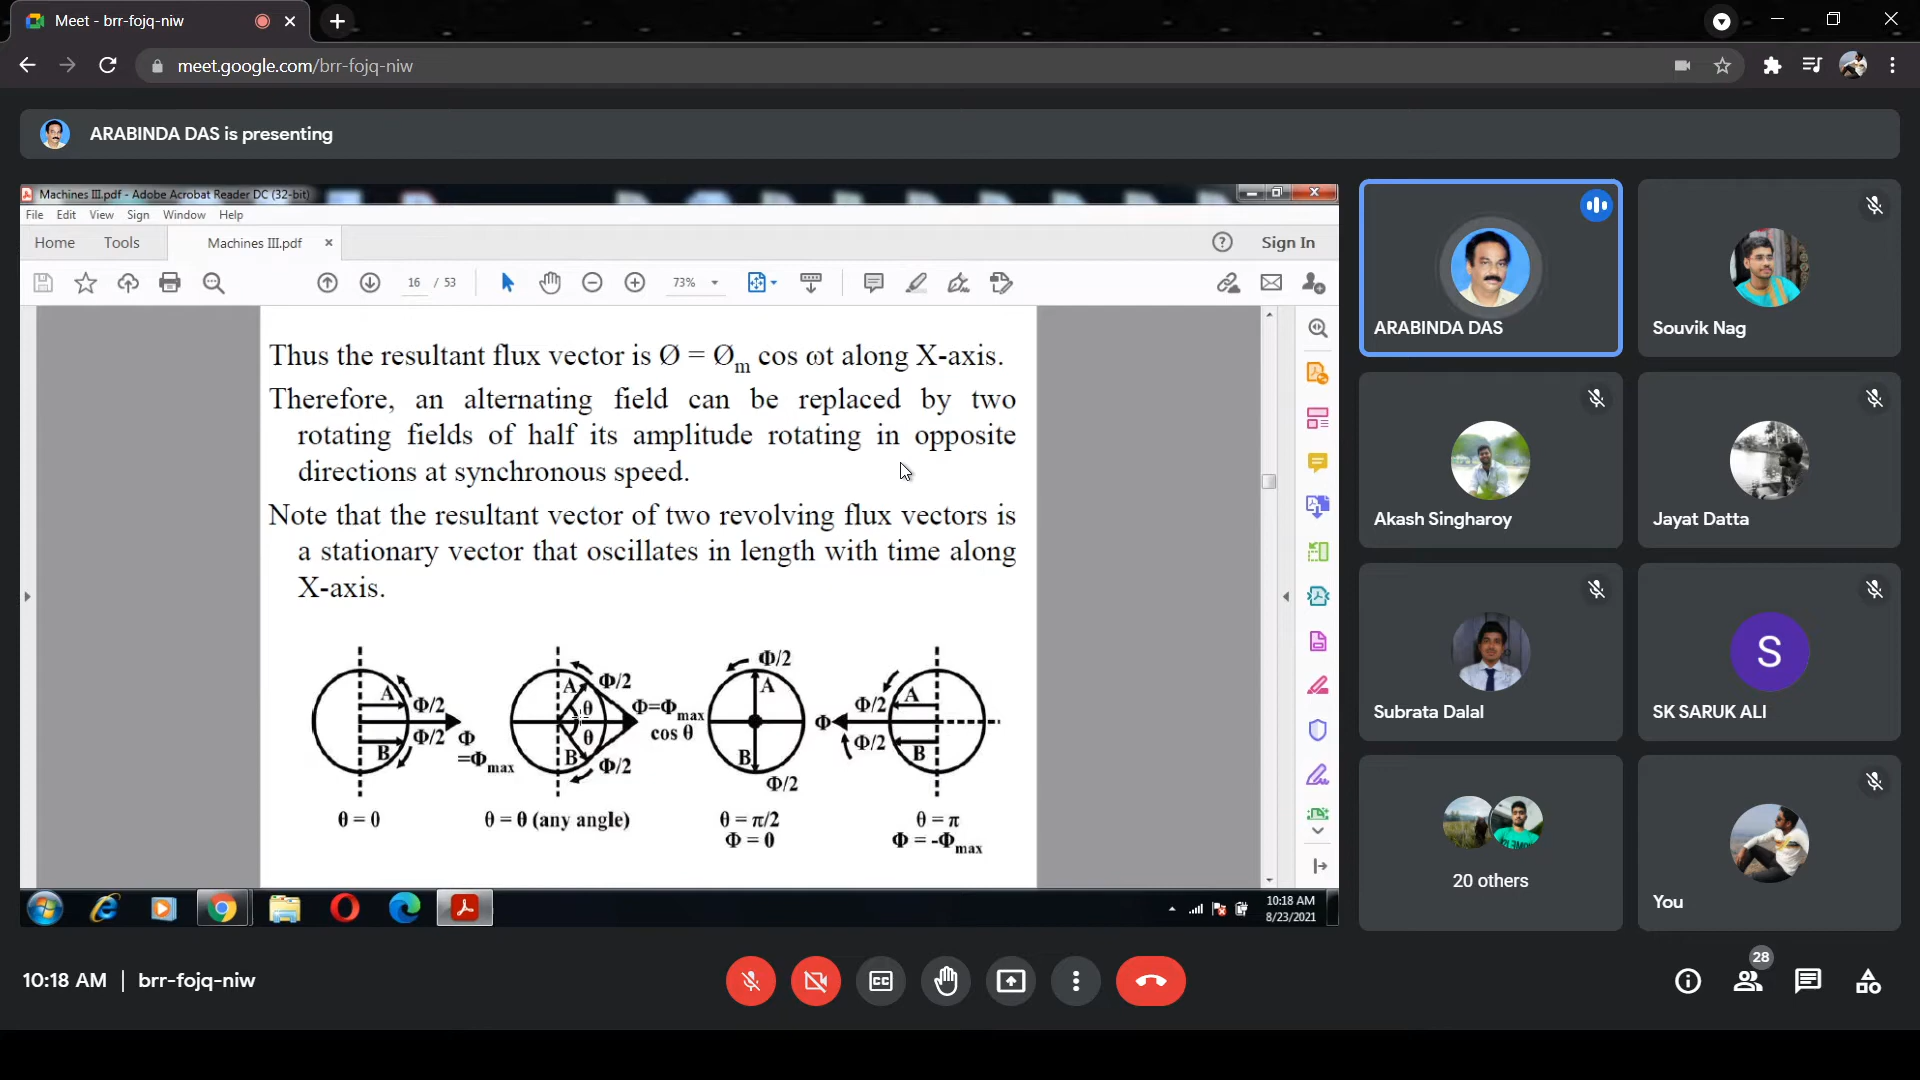 Meet - brr-fojq-niw
meet.google.com/brr-fojq-niw
ARABINDA DAS is presenting
Machines III.pdf - Adobe Acrobat Reader DC (32-bit)
File Edit View Sign Window Help
Home Tools Machines III.pdf Sign In
16 / 53 73%
Thus the resultant flux vector is Ø = Øm cos ωt along X-axis.
Therefore, an alternating field can be replaced by two
rotating fields of half its amplitude rotating in opposite
directions at synchronous speed.
Note that the resultant vector of two revolving flux vectors is
a stationary vector that oscillates in length with time along
X-axis.
A Φ/2 Φ/2 B Φ =Φmax
θ = 0
A Φ/2 θ θ B Φ/2 Φ=Φmax cos θ
θ = θ (any angle)
Φ/2 A B Φ/2
θ = π/2
Φ = 0
Φ Φ/2 A Φ/2 B
θ = π
Φ = -Φmax
10:18 AM
8/23/2021
ARABINDA DAS
Souvik Nag
Akash Singharoy
Jayat Datta
Subrata Dalal
S
SK SARUK ALI
20 others
You
10:18 AM | brr-fojq-niw
CC
28